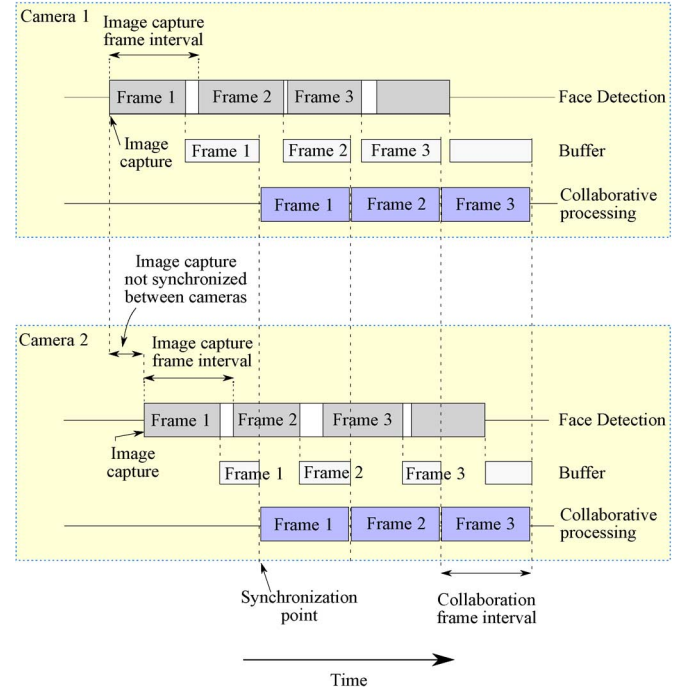 Camera 1
Image capture
frame interval
Frame 1
Frame 2
Frame 3
Face Detection
Image
capture
Frame 1
Frame 2
Frame 3
Buffer
Frame 1
Frame 2
Frame 3
Collaborative
processing
Image capture
not synchronized
between cameras
Camera 2
Image capture
frame interval
Frame 1
Frame 2
Frame 3
Face Detection
Image
capture
Frame 1
Frame 2
Frame 3
Buffer
Frame 1
Frame 2
Frame 3
Collaborative
processing
Synchronization
point
Collaboration
frame interval
Time